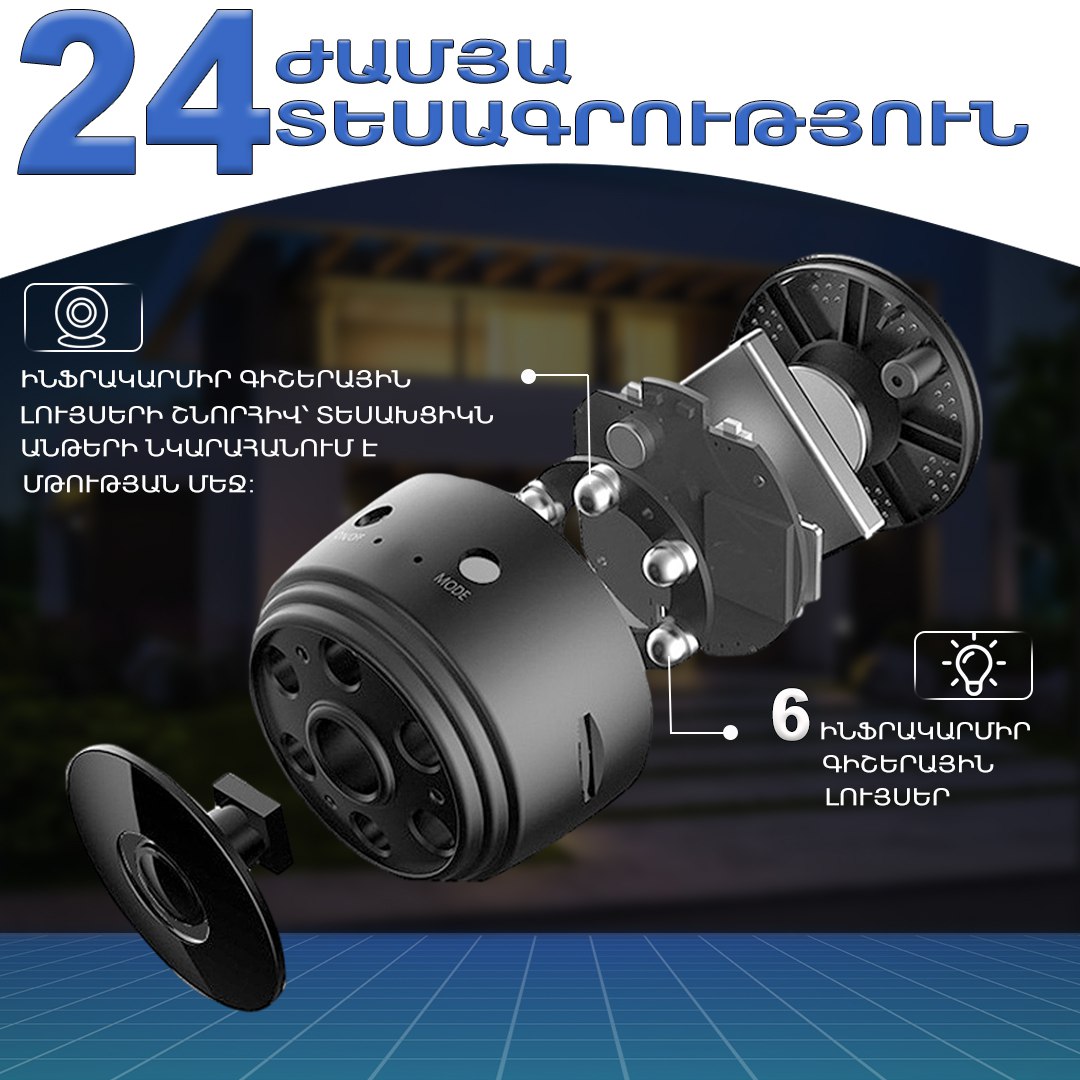 24 ԺԱՄՅԱ
ՏԵՍԱԳՐՈՒԹՅՈՒՆ
ԻՆՖՐԱԿԱՐՄԻՐ ԳԻՇԵՐԱՅԻՆ
ԼՈՒՅՍԵՐԻ ՇՆՈՐՀԻՎ՝ ՏԵՍԱԽՑԻԿՆ
ԱՆԹԵՐԻ ՆԿԱՐԱՀԱՆՈՒՄ Է
ՄԹՈՒԹՅԱՆ ՄԵՋ։
MODE
6 ԻՆՖՐԱԿԱՐՄԻՐ
ԳԻՇԵՐԱՅԻՆ
ԼՈՒՅՍԵՐ